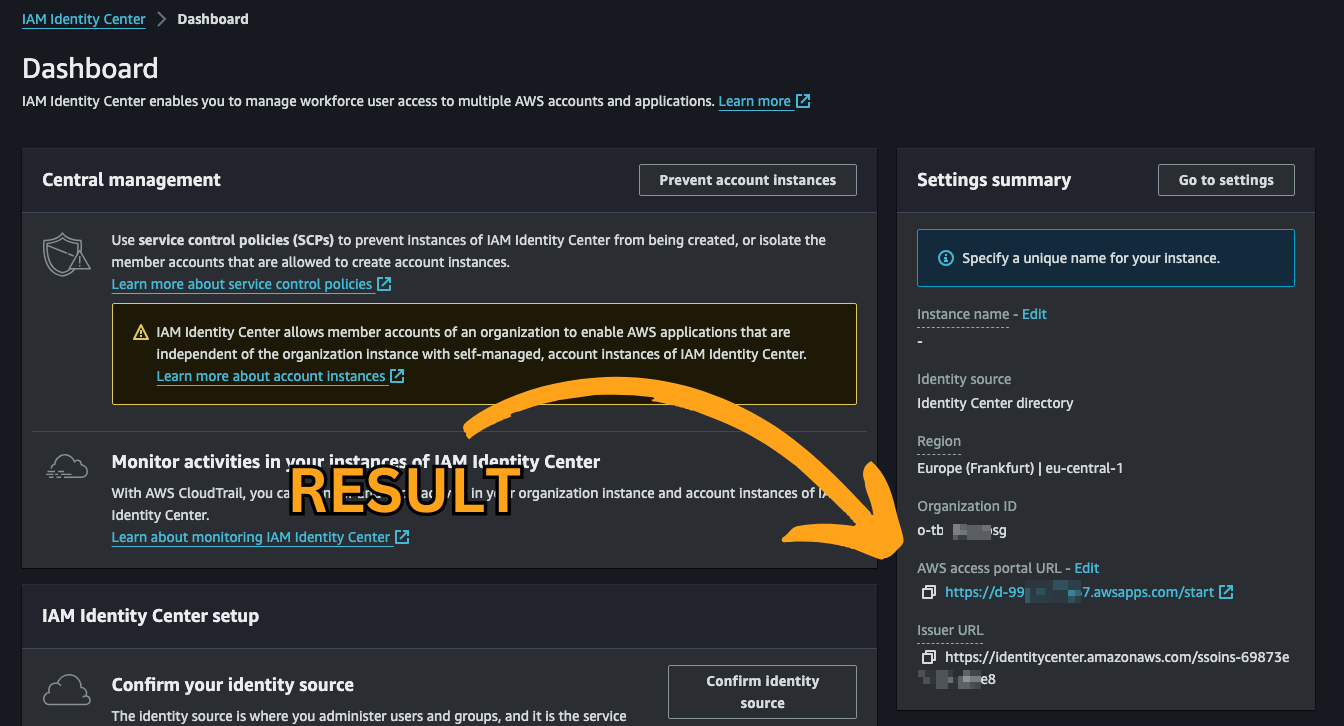 IAM Identity Center > Dashboard
Dashboard
IAM Identity Center enables you to manage workforce user access to multiple AWS accounts and applications. Learn more
Central management
Prevent account instances
Use service control policies (SCPs) to prevent instances of IAM Identity Center from being created, or isolate the
member accounts that are allowed to create account instances.
Learn more about service control policies
IAM Identity Center allows member accounts of an organization to enable AWS applications that are
independent of the organization instance with self-managed, account instances of IAM Identity Center.
Learn more about account instances
Monitor activities in your instances of IAM Identity Center
With AWS CloudTrail, you in your organization instance and account instances of
Identity Center.
Learn about monitoring IAM Identity Center
RESULT
IAM Identity Center setup
Confirm your identity source
Confirm identity
source
The identity source is where you administer users and groups, and it is the service
Settings summary
Go to settings
Specify a unique name for your instance.
Instance name - Edit
-
Identity source
Identity Center directory
Region
Europe (Frankfurt) | eu-central-1
Organization ID
o-tb sg
AWS access portal URL - Edit
https://d-99 7.awsapps.com/start
Issuer URL
https://identitycenter.amazonaws.com/ssoins-69873e
e8